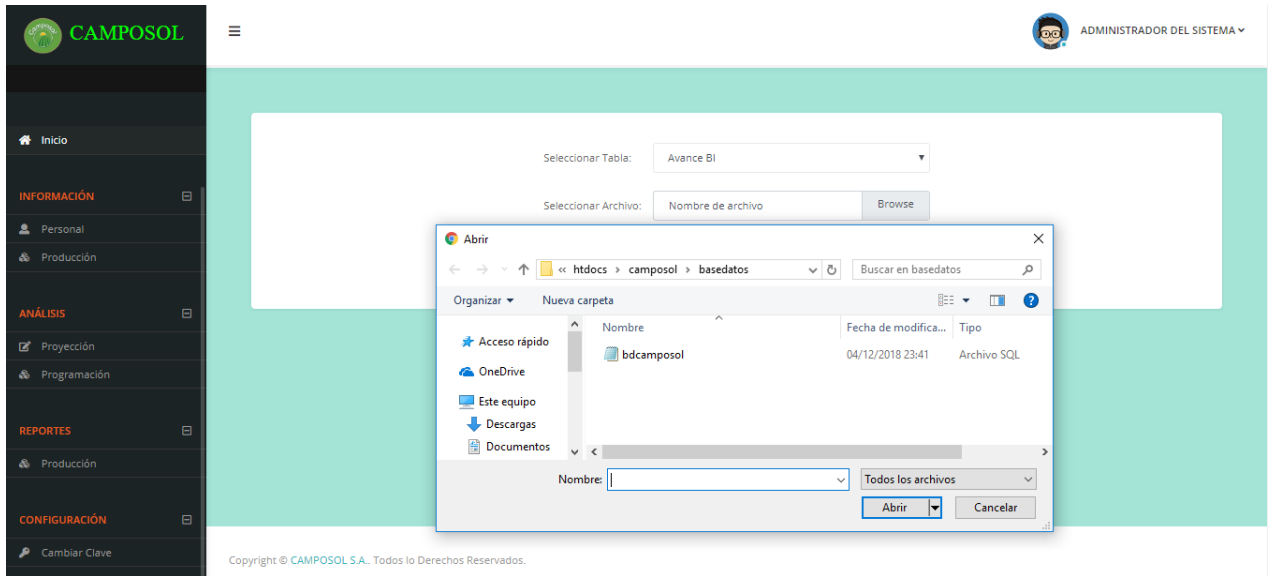 CAMPOSOL
ADMINISTRADOR DEL SISTEMA
Inicio
INFORMACIÓN
Personal
Producción
ANÁLISIS
Proyección
Programación
REPORTES
Producción
CONFIGURACIÓN
Cambiar Clave
Seleccionar Tabla: Avance BI
Seleccionar Archivo: Nombre de archivo Browse
Abrir
« htdocs › camposol › basedatos Buscar en basedatos
Organizar Nueva carpeta
Nombre Fecha de modifica... Tipo
Acceso rápido
bdcamposol 04/12/2018 23:41 Archivo SQL
OneDrive
Este equipo
Descargas
Documentos
Nombre: Todos los archivos
Abrir Cancelar
Copyright © CAMPOSOL S.A.. Todos lo Derechos Reservados.